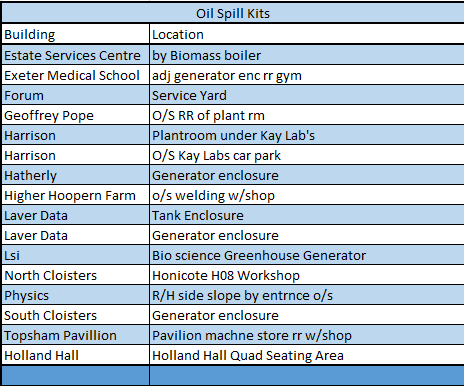 Oil Spill Kits
Building Location
Estate Services Centre by Biomass boiler
Exeter Medical School adj generator enc rr gym
Forum Service Yard
Geoffrey Pope O/S RR of plant rm
Harrison Plantroom under Kay Lab's
Harrison O/S Kay Labs car park
Hatherly Generator enclosure
Higher Hoopern Farm o/s welding w/shop
Laver Data Tank Enclosure
Laver Data Generator enclosure
Lsi Bio science Greenhouse Generator
North Cloisters Honicote H08 Workshop
Physics R/H side slope by entrnce o/s
South Cloisters Generator enclosure
Topsham Pavillion Pavilion machne store rr w/shop
Holland Hall Holland Hall Quad Seating Area